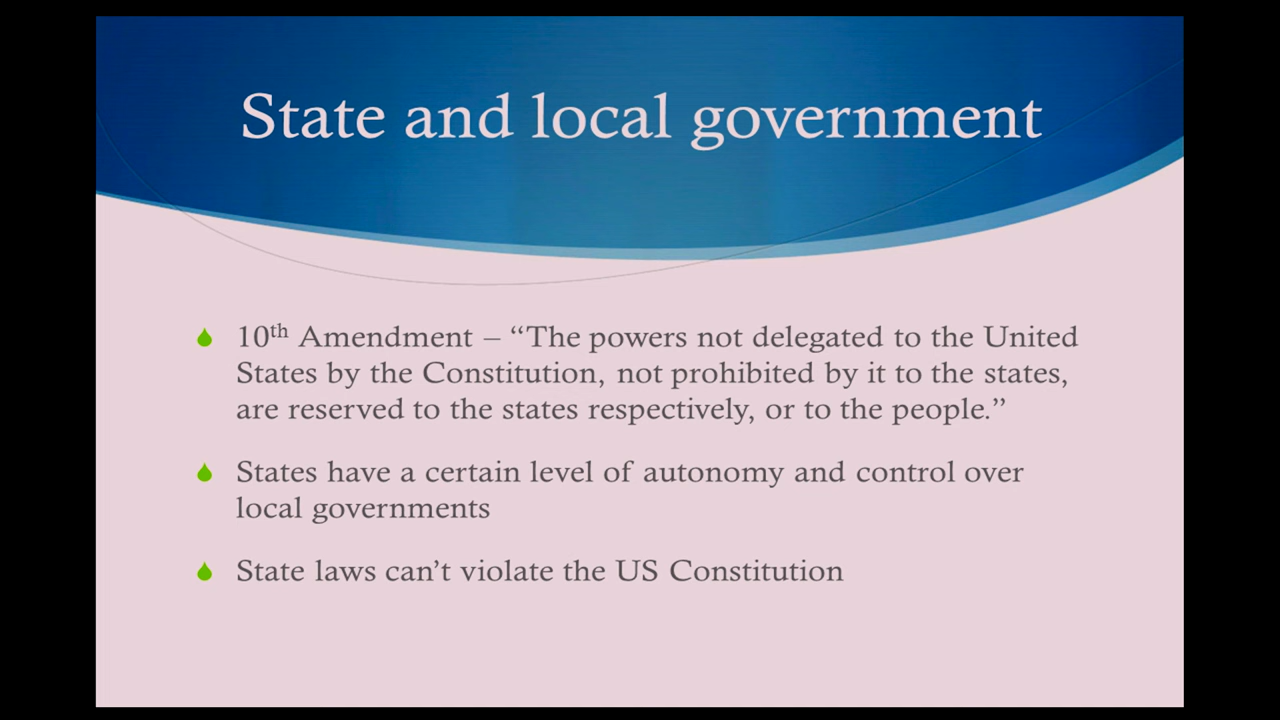 State and local government
10th Amendment – “The powers not delegated to the United
States by the Constitution, not prohibited by it to the states,
are reserved to the states respectively, or to the people.”
States have a certain level of autonomy and control over
local governments
State laws can’t violate the US Constitution